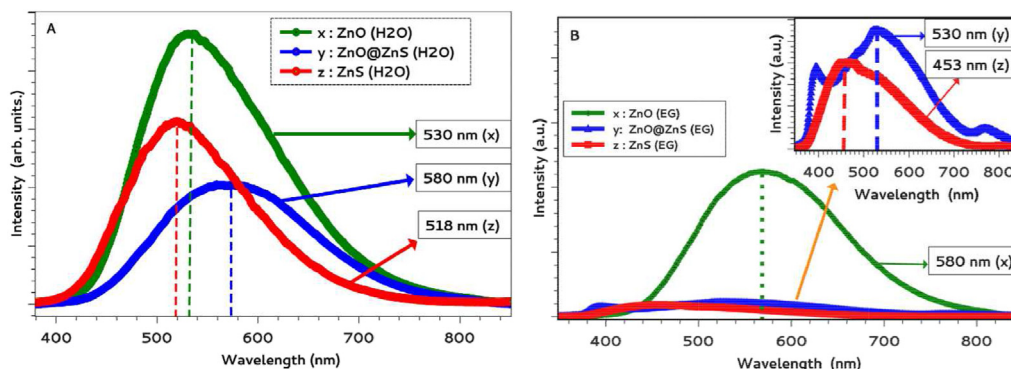 A
x : ZnO (H2O)
y : ZnO@ZnS (H2O)
z : ZnS (H2O)
530 nm (x)
580 nm (y)
518 nm (z)
Intensity (arb. units.)
400 500 600 700 800
Wavelength (nm)
B
x : ZnO (EG)
y: ZnO@ZnS (EG)
z : ZnS (EG)
580 nm (x)
Intensity (a.u.)
400 500 600 700 800
Wavelength (nm)
530 nm (y)
453 nm (z)
Intensity (a.u.)
400 500 600 700 800
Wavelength (nm)